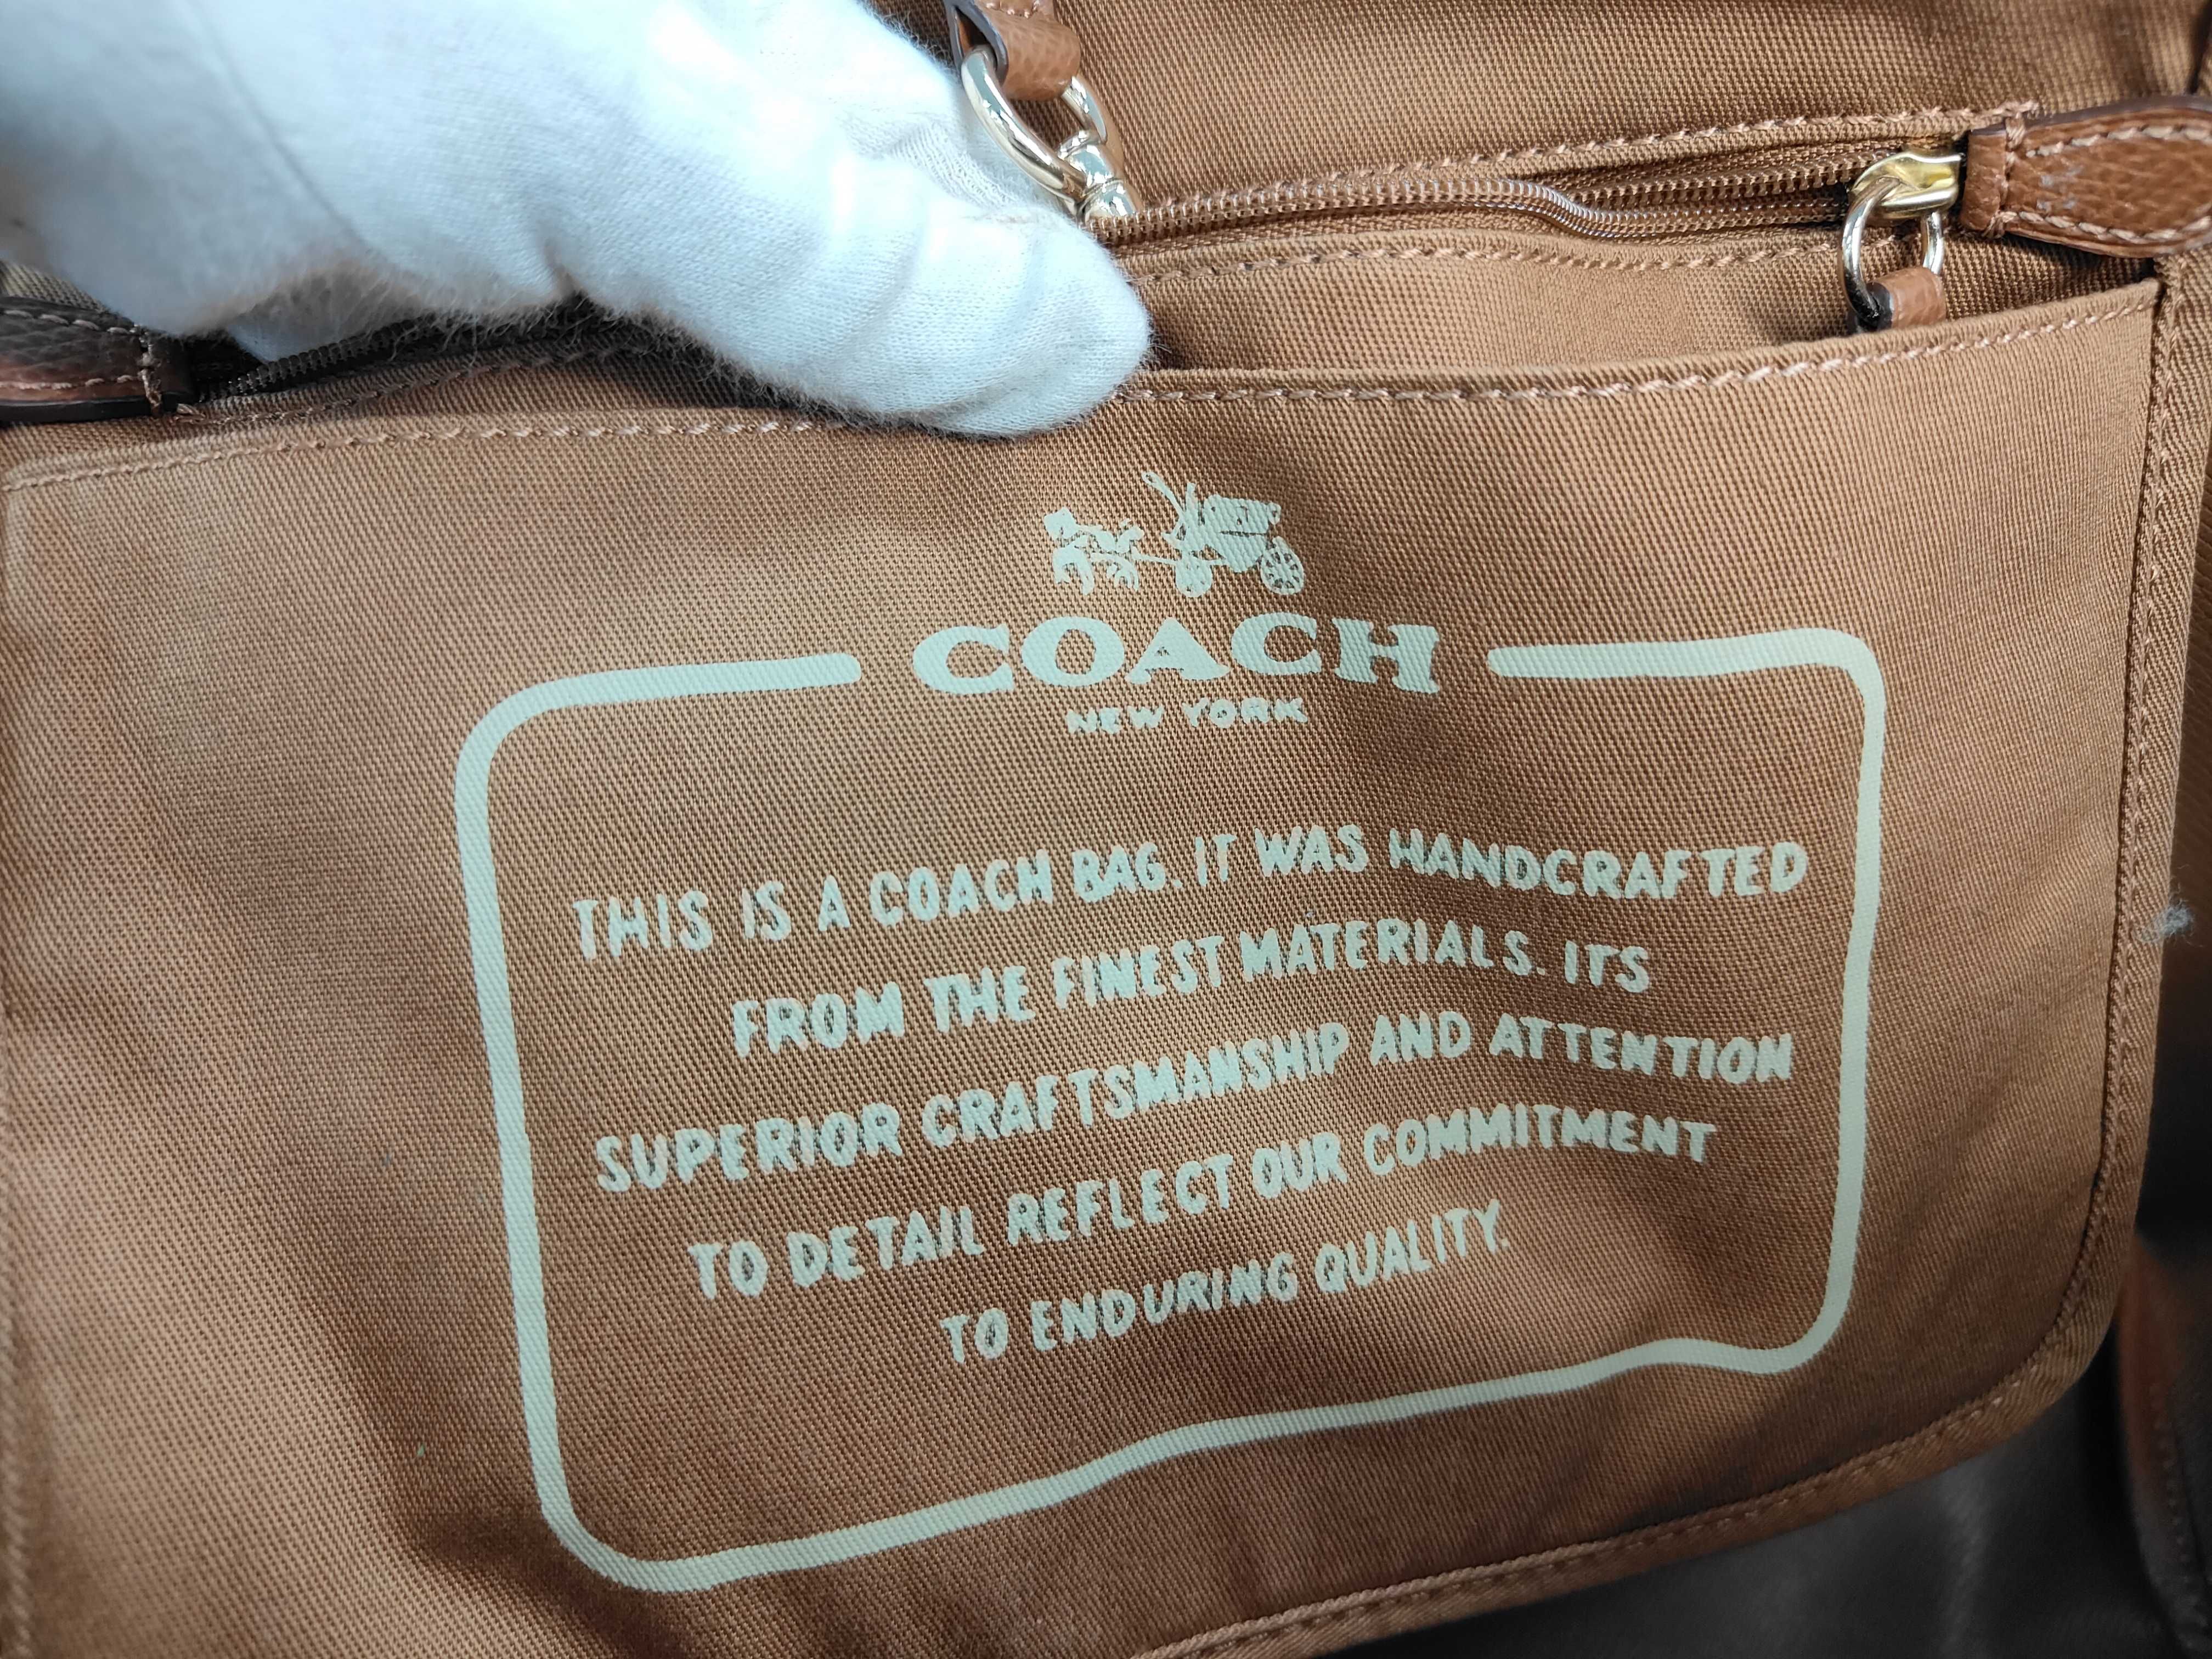 COACH
NEW YORK
THIS IS A COACH BAG. IT WAS HANDCRAFTED
FROM THE FINEST MATERIALS. IT'S
SUPERIOR CRAFTSMANSHIP AND ATTENTION
TO DETAIL REFLECT OUR COMMITMENT
TO ENDURING QUALITY.